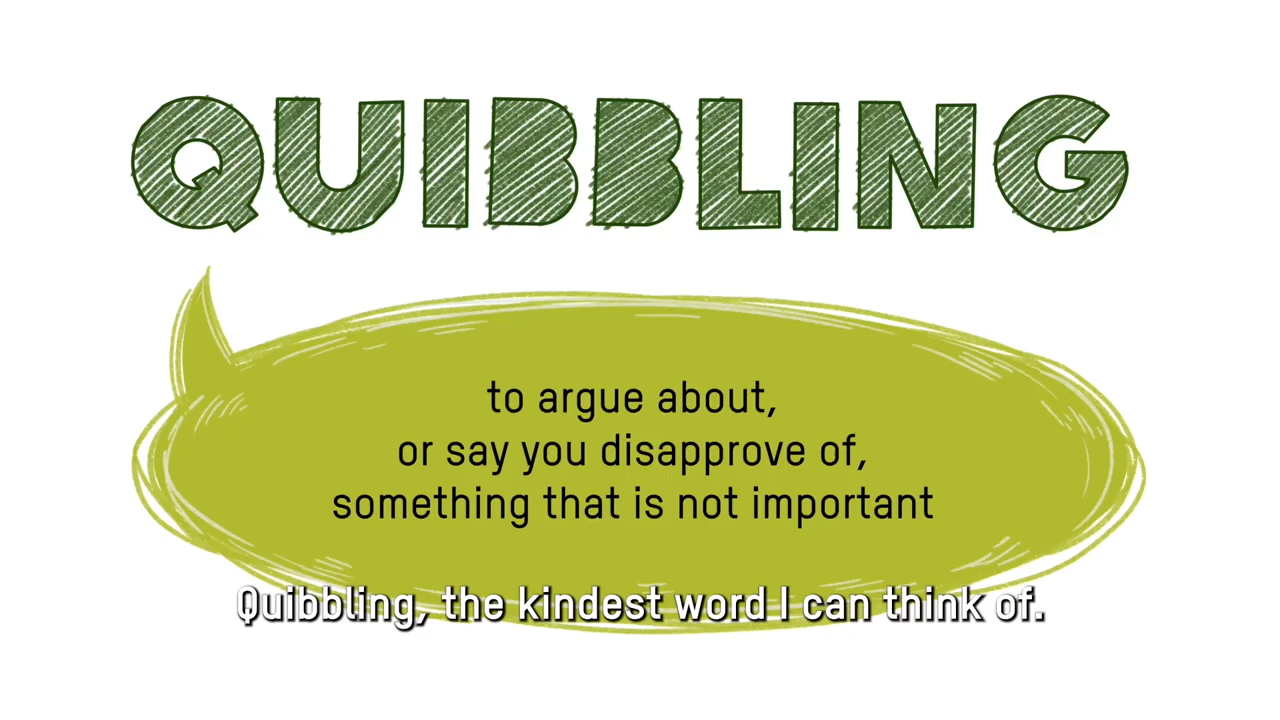 QUIBBLING
to argue about,
or say you disapprove of,
something that is not important
Quibbling, the kindest word I can think of.